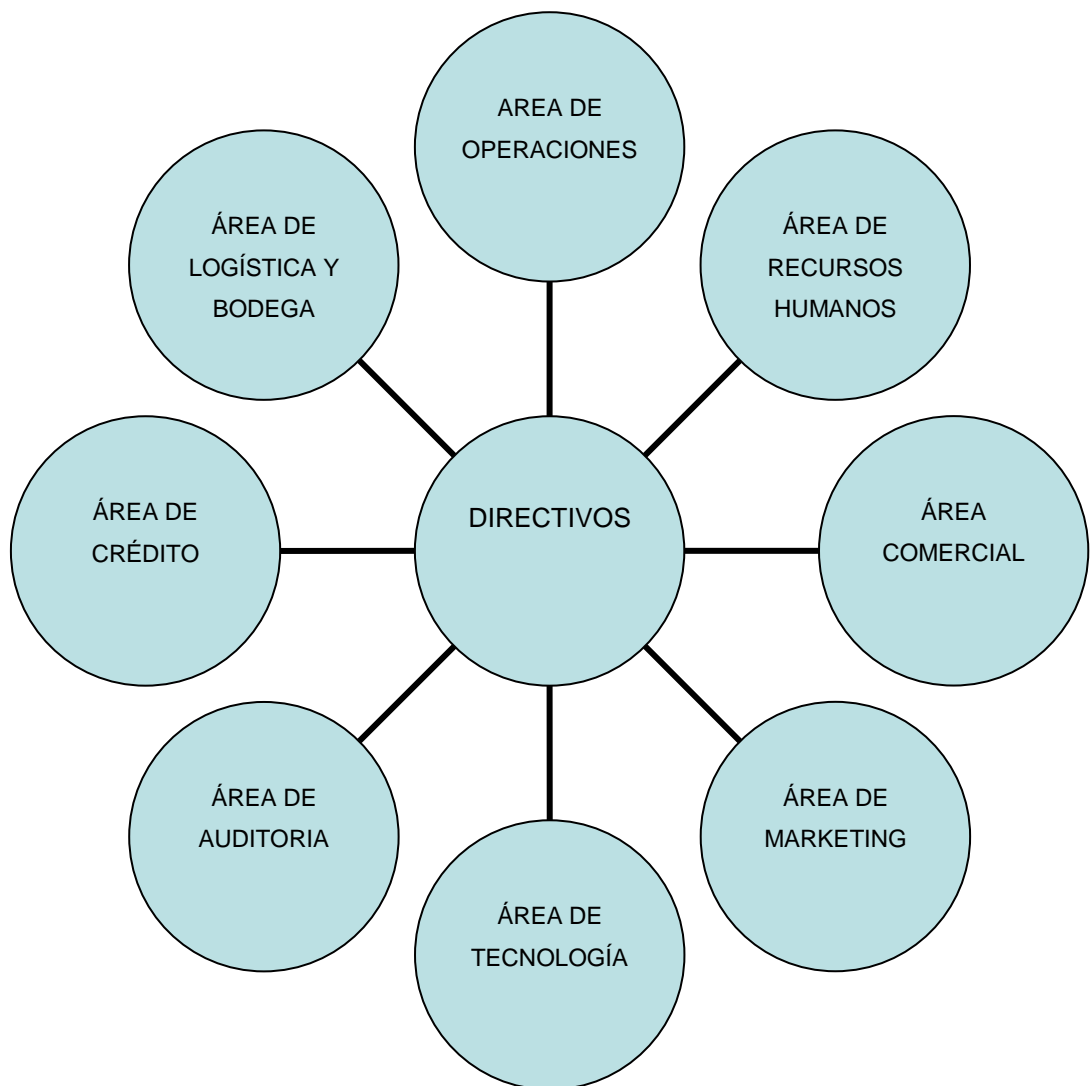 AREA DE
OPERACIONES
ÁREA DE
LOGÍSTICA Y
BODEGA
ÁREA DE
RECURSOS
HUMANOS
ÁREA DE
CRÉDITO
DIRECTIVOS
ÁREA
COMERCIAL
ÁREA DE
AUDITORIA
ÁREA DE
MARKETING
ÁREA DE
TECNOLOGÍA